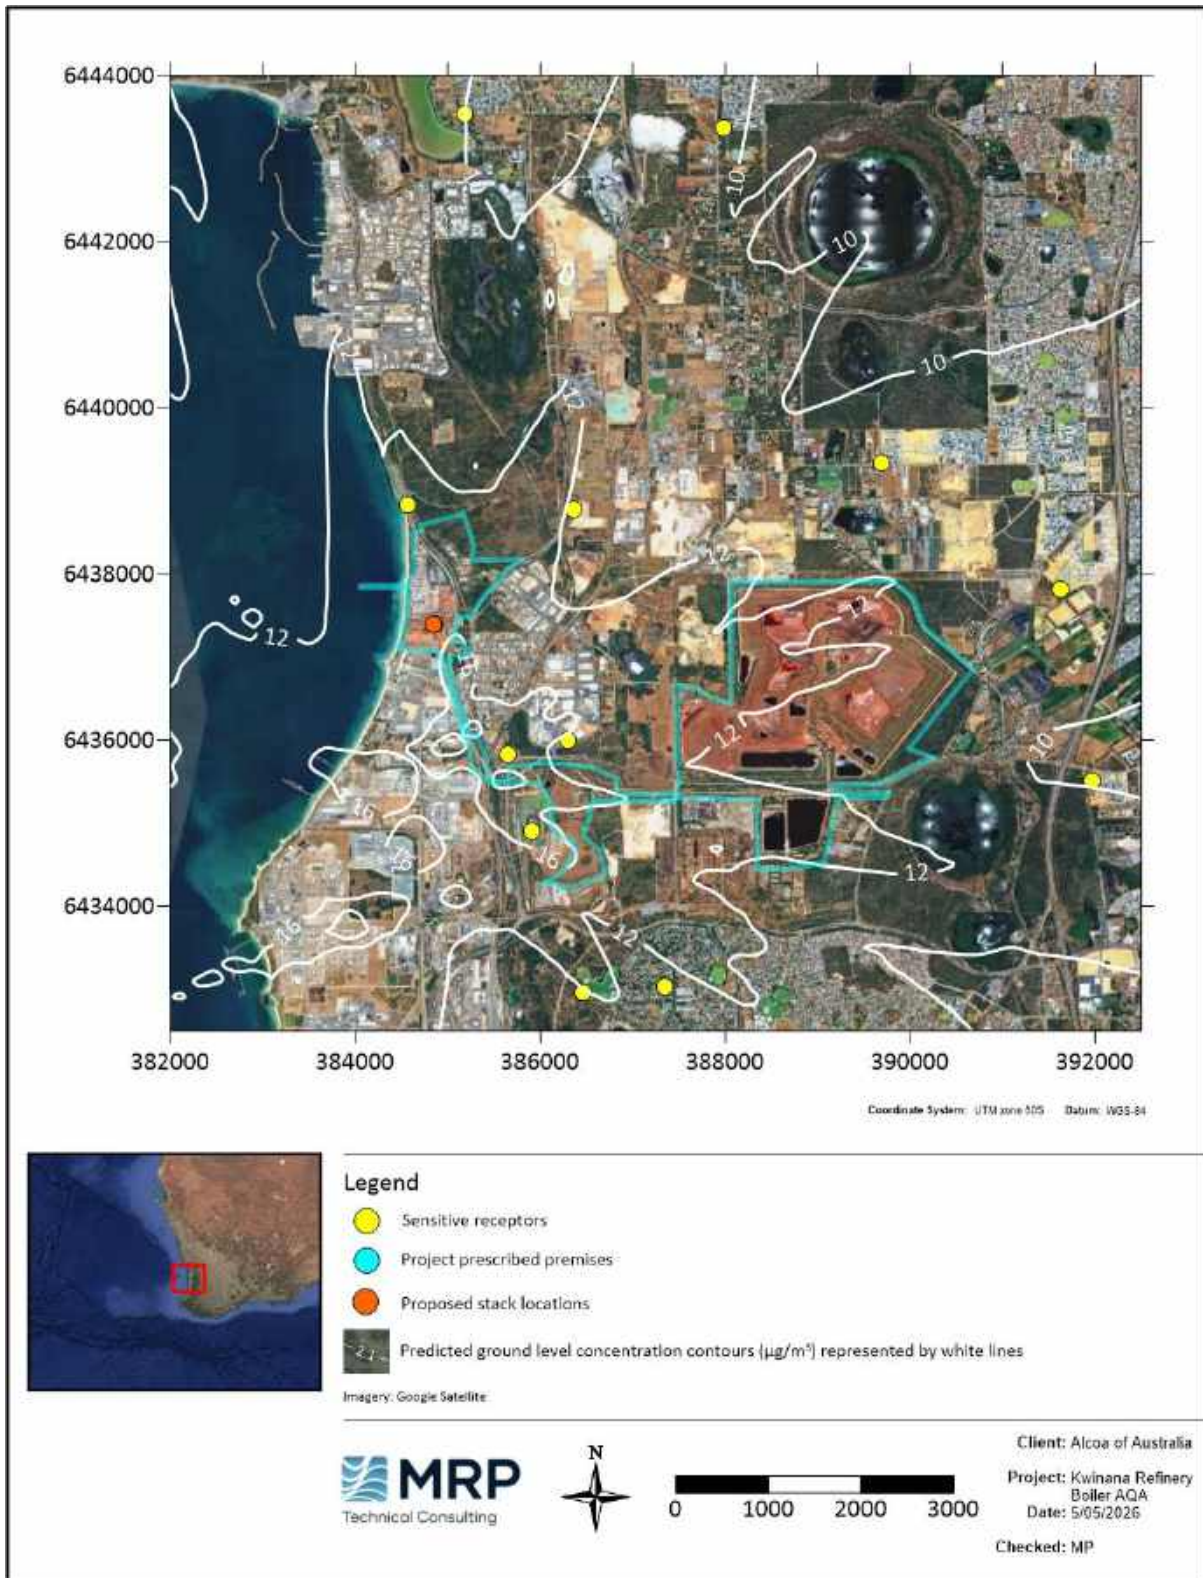 6444000
6442000
6440000
6438000
6436000
6434000
10
10
10
12
12
12
12
12
10
16
16
16
12
12
382000 384000 386000 388000 390000 392000
Coordinate System: UTM zone 50S Datum: WGS-84
Legend
Sensitive receptors
Project prescribed premises
Proposed stack locations
Predicted ground level concentration contours (µg/m³) represented by white lines
Imagery: Google Satellite
MRP
Technical Consulting
N
0 1000 2000 3000
Client: Alcoa of Australia
Project: Kwinana Refinery
Boiler AQA
Date: 5/05/2026
Checked: MP